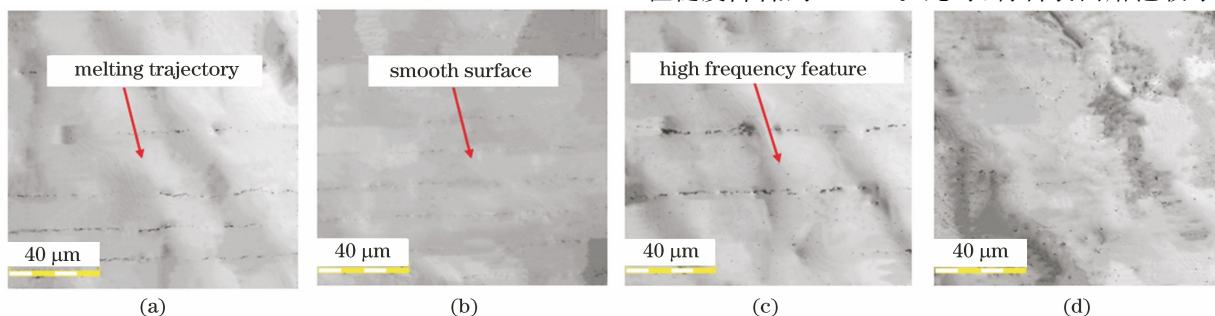 melting trajectory
smooth surface
high frequency feature
40 μm
40 μm
40 μm
40 μm
(a)
(b)
(c)
(d)